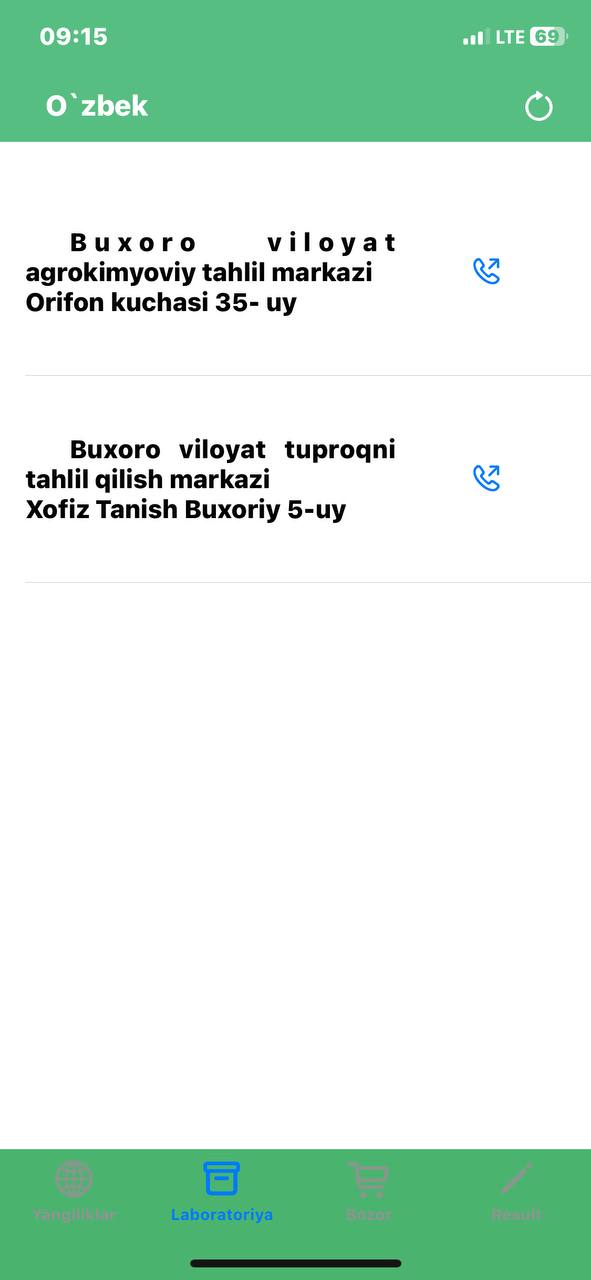 09:15
LTE 69
O`zbek
Buxoro viloyat
agrokimyoviy tahlil markazi
Orifon kuchasi 35- uy
Buxoro viloyat tuproqni
tahlil qilish markazi
Xofiz Tanish Buxoriy 5-uy
Yangiliklar Laboratoriya Bozor Result